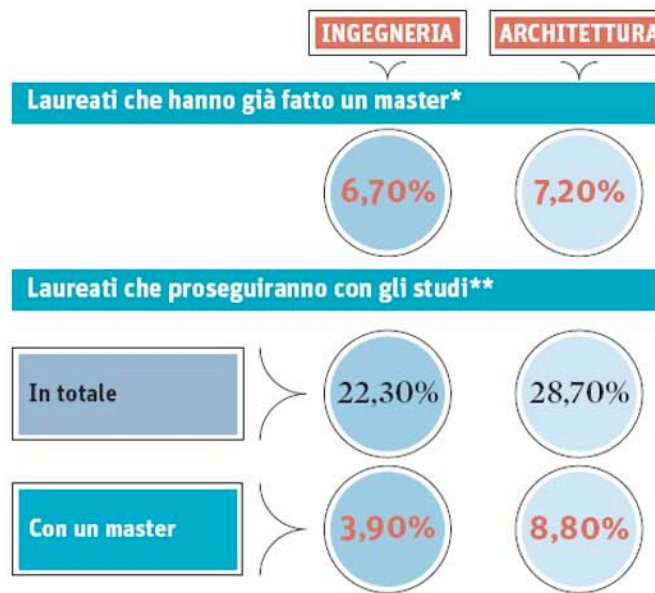 INGEGNERIA ARCHITETTURA
Laureati che hanno già fatto un master*
6,70% 7,20%
Laureati che proseguiranno con gli studi**
In totale 22,30% 28,70%
Con un master 3,90% 8,80%